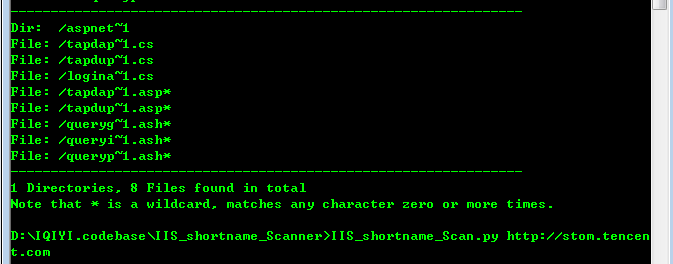 Dir: /aspnet~1
File: /tapdap~1.cs
File: /tapdup~1.cs
File: /logina~1.cs
File: /tapdap~1.asp*
File: /tapdup~1.asp*
File: /queryg~1.ash*
File: /queryi~1.ash*
File: /queryp~1.ash*
1 Directories, 8 Files found in total
Note that * is a wildcard, matches any character zero or more times.
D:\IQIYI.codebase\IIS_shortname_Scanner>IIS_shortname_Scan.py http://stom.tencen
t.com